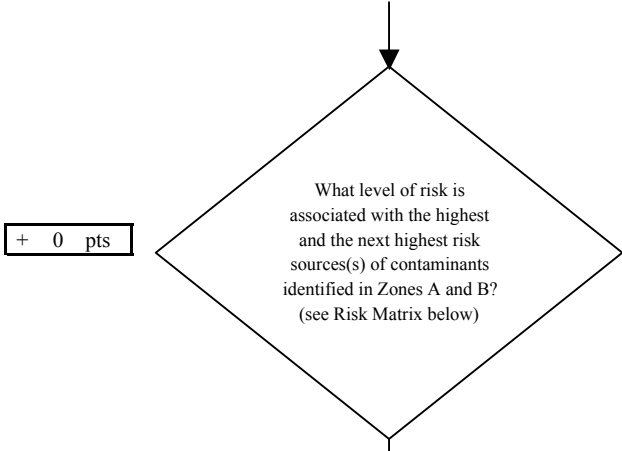 + 0 pts
What level of risk is
associated with the highest
and the next highest risk
sources(s) of contaminants
identified in Zones A and B?
(see Risk Matrix below)